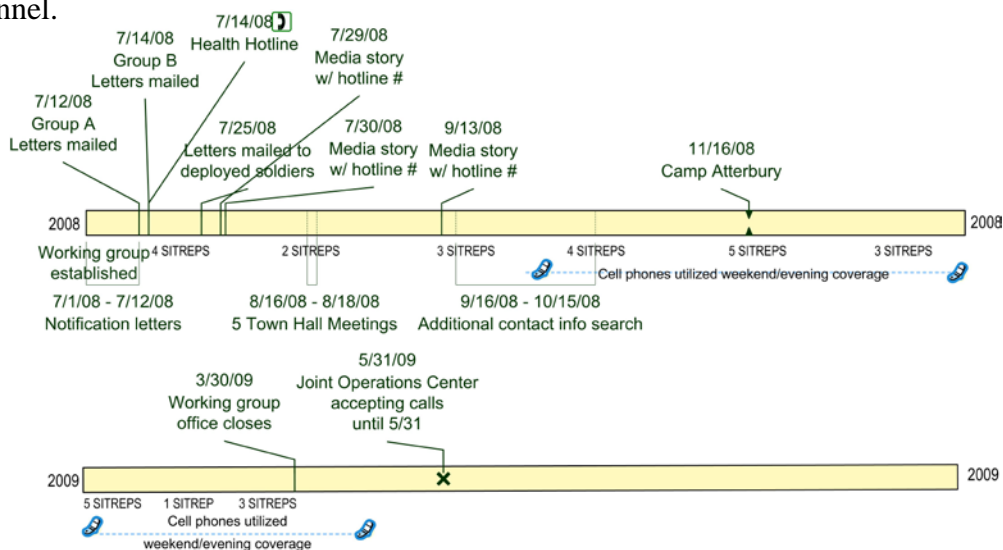 nnel.
7/14/08
Group B
Letters mailed
7/14/08
Health Hotline
7/29/08
Media story
w/ hotline #
7/12/08
Group A
Letters mailed
7/25/08
Letters mailed to
deployed soldiers
7/30/08
Media story
w/ hotline #
9/13/08
Media story
w/ hotline #
11/16/08
Camp Atterbury
2008
2008
Working group
established
4 SITREPS
2 SITREPS
3 SITREPS
4 SITREPS
5 SITREPS
3 SITREPS
Cell phones utilized weekend/evening coverage
7/1/08 - 7/12/08
Notification letters
8/16/08 - 8/18/08
5 Town Hall Meetings
9/16/08 - 10/15/08
Additional contact info search
3/30/09
Working group
office closes
5/31/09
Joint Operations Center
accepting calls
until 5/31
2009
2009
5 SITREPS
1 SITREP
3 SITREPS
Cell phones utilized
weekend/evening coverage